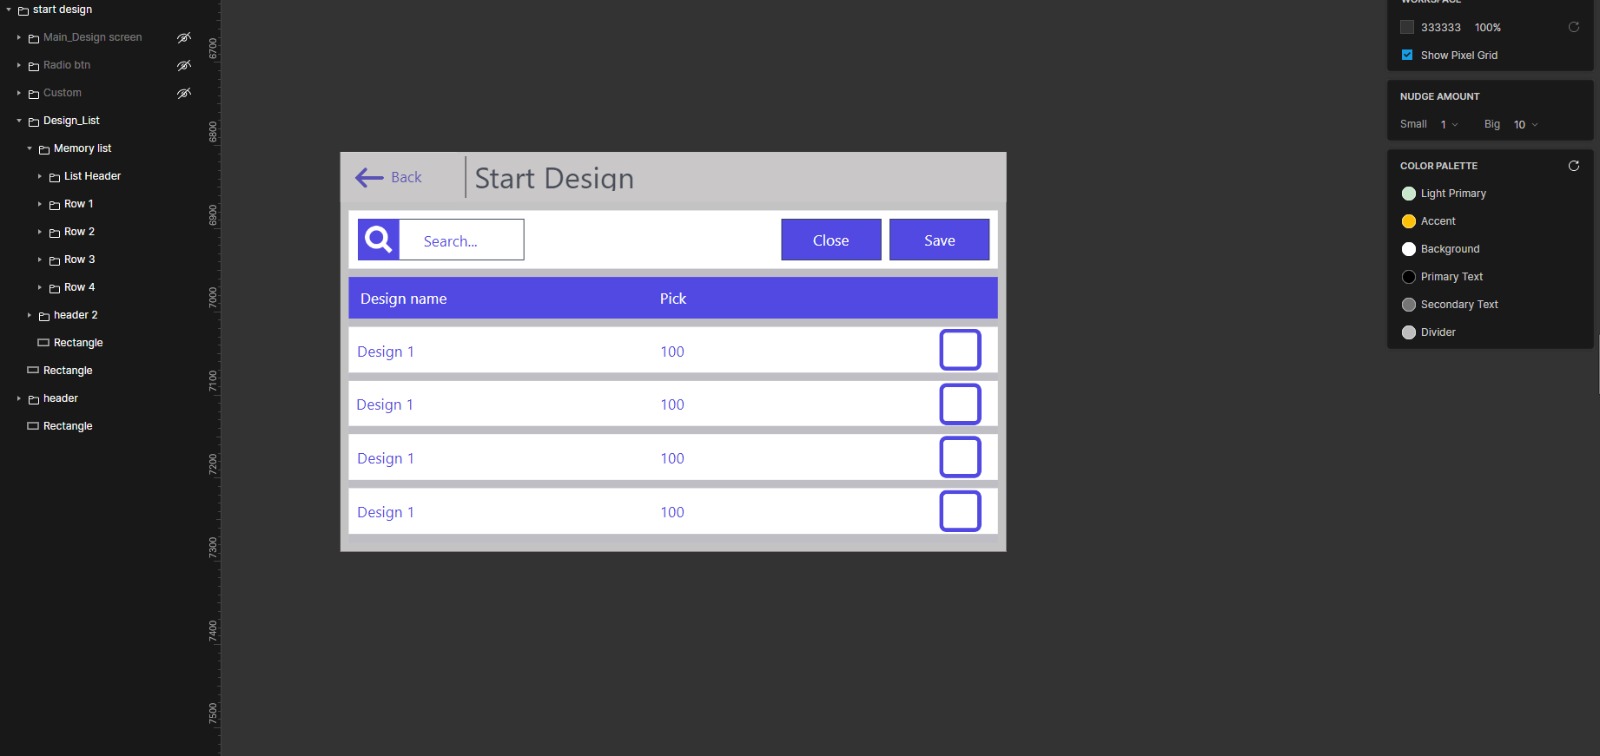 start design
Main_Design screen
Radio btn
Custom
Design_List
Memory list
List Header
Row 1
Row 2
Row 3
Row 4
header 2
Rectangle
Rectangle
header
Rectangle
6700
6800
6900
7000
7100
7200
7300
7400
7500
Back
Start Design
Search...
Close
Save
Design name Pick
Design 1 100
Design 1 100
Design 1 100
Design 1 100
WORKSPACE
333333 100%
Show Pixel Grid
NUDGE AMOUNT
Small 1 Big 10
COLOR PALETTE
Light Primary
Accent
Background
Primary Text
Secondary Text
Divider